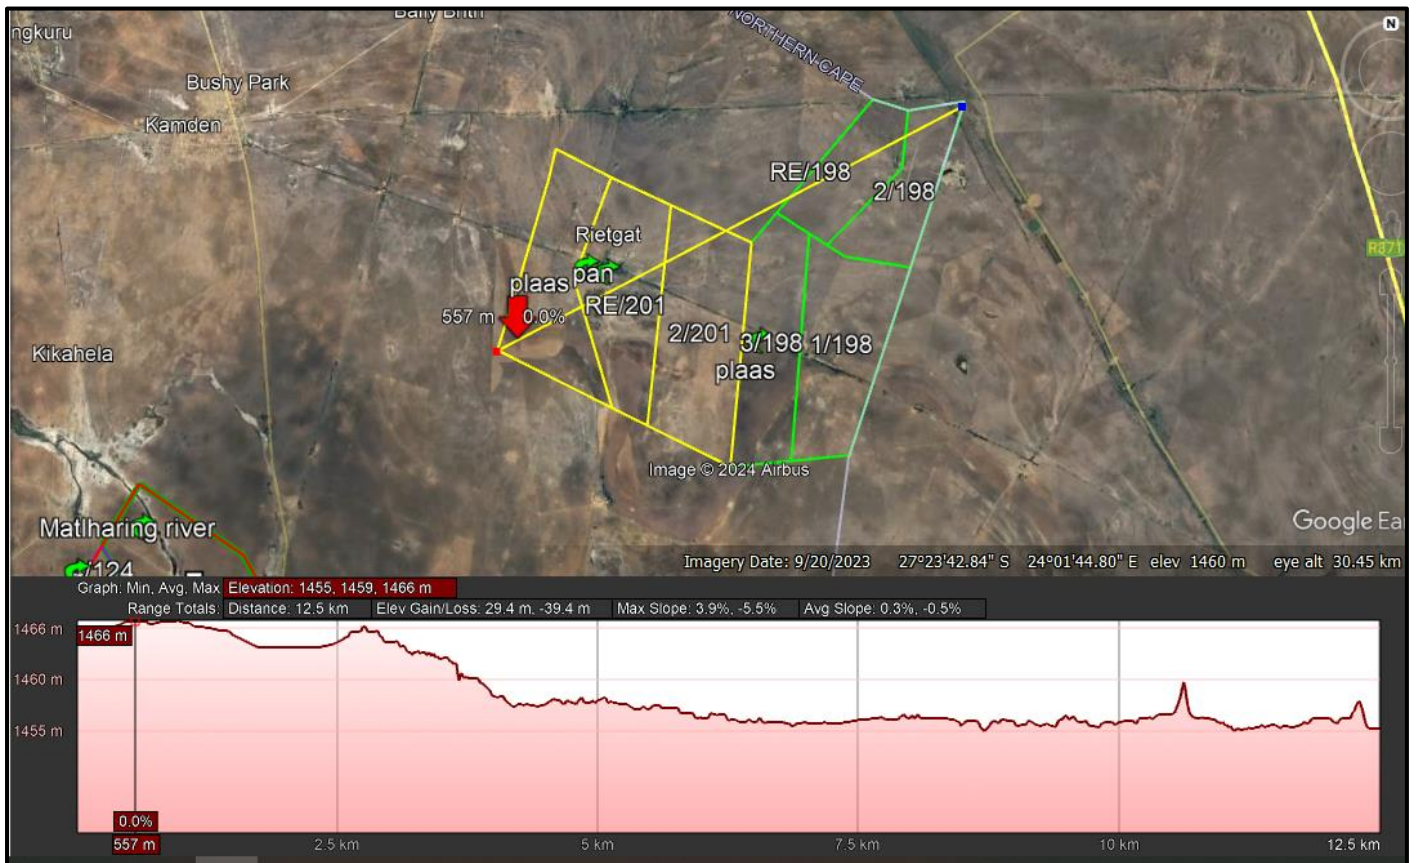 Bally Brith
ngkuru
NORTHERN CAPE
N
Bushy Park
Kamden
RE/198
2/198
Rietgat
R371
plaas
pan
RE/201
557 m
0.0%
2/201
3/198
1/198
Kikahela
plaas
Image © 2024 Airbus
Matlharing river
Google Ea
/124
Imagery Date: 9/20/2023 27°23'42.84" S 24°01'44.80" E elev 1460 m eye alt 30.45 km
Graph: Min, Avg, Max Elevation: 1455, 1459, 1466 m
Range Totals: Distance: 12.5 km Elev Gain/Loss: 29.4 m, -39.4 m Max Slope: 3.9%, -5.5% Avg Slope: 0.3%, -0.5%
1466 m
1466 m
1460 m
1455 m
0.0%
557 m 2.5 km 5 km 7.5 km 10 km 12.5 km